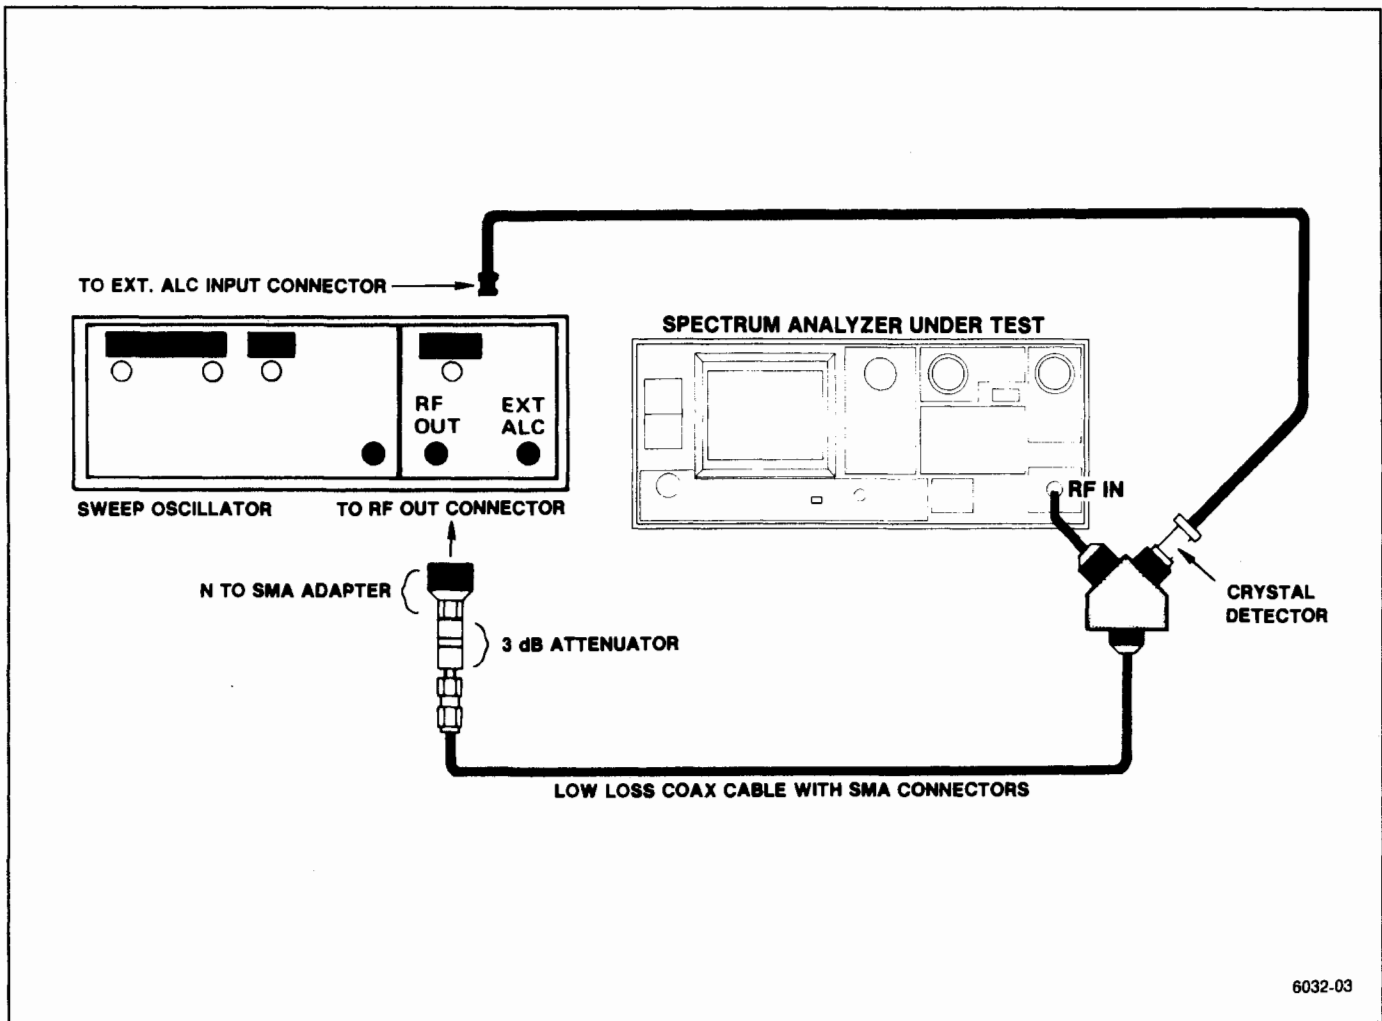 TO EXT. ALC INPUT CONNECTOR
SPECTRUM ANALYZER UNDER TEST
RF
OUT
EXT
ALC
RF IN
SWEEP OSCILLATOR
TO RF OUT CONNECTOR
N TO SMA ADAPTER
CRYSTAL
DETECTOR
3 dB ATTENUATOR
LOW LOSS COAX CABLE WITH SMA CONNECTORS
6032-03